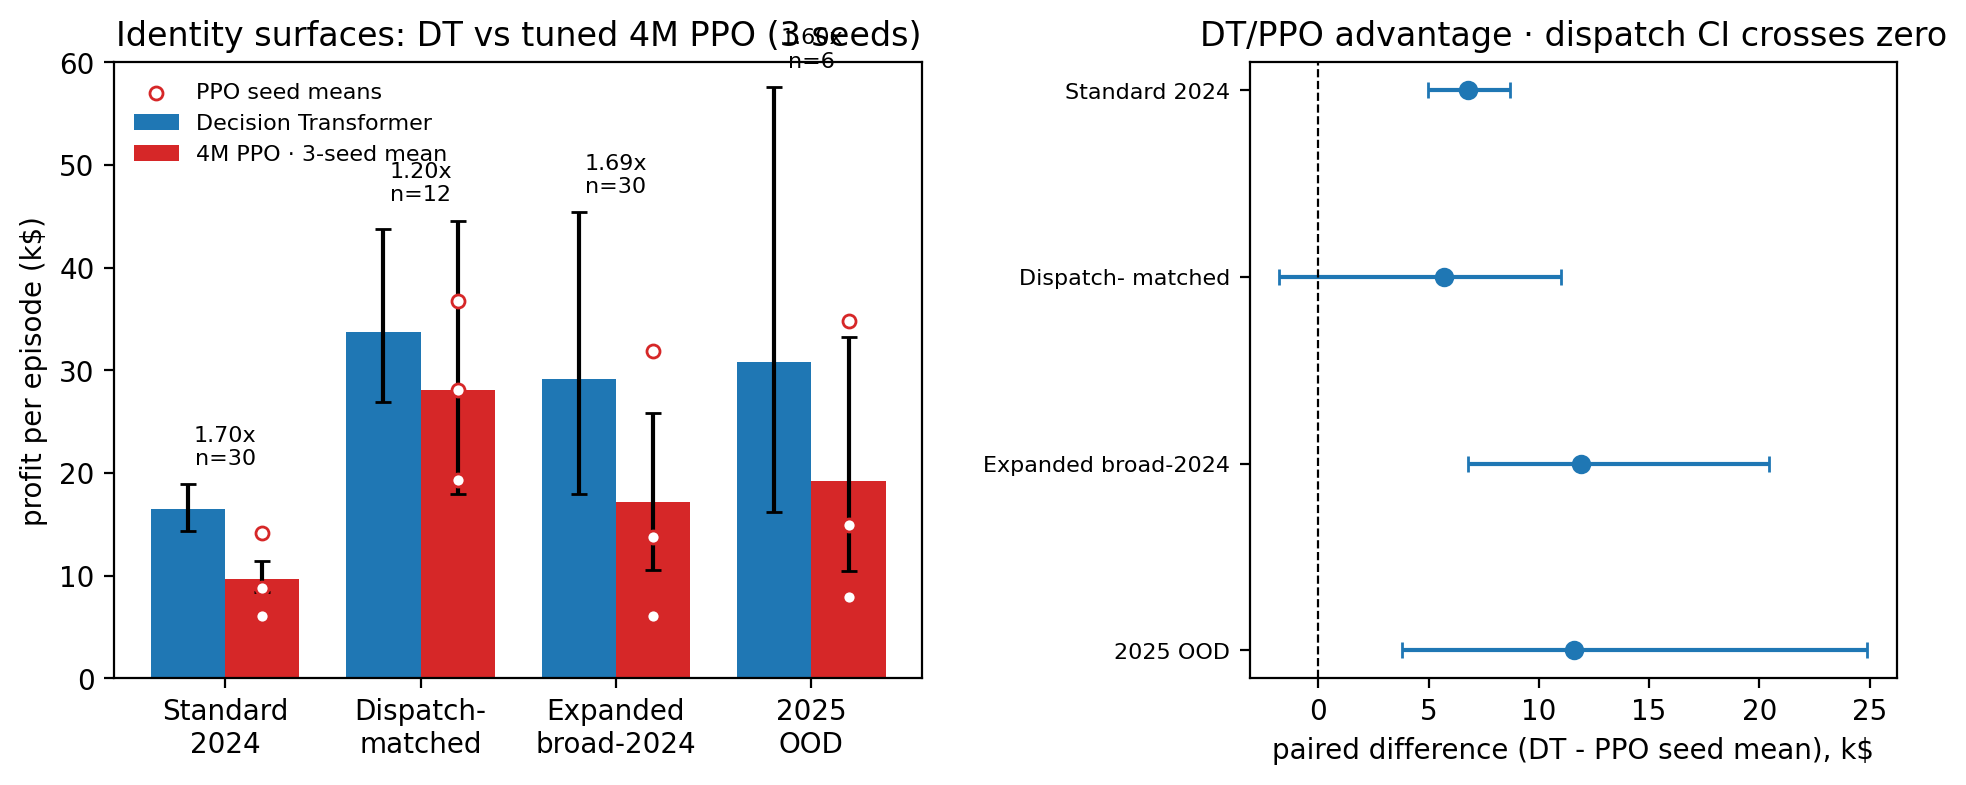 Identity surfaces: DT vs tuned 4M PPO (3 seeds)
1.60x
n=6
60
50
40
30
20
10
0
profit per episode (k$)
PPO seed means
Decision Transformer
4M PPO · 3-seed mean
1.70x
n=30
1.20x
n=12
1.69x
n=30
Standard
2024
Dispatch-
matched
Expanded
broad-2024
2025
OOD
DT/PPO advantage · dispatch CI crosses zero
Standard 2024
Dispatch- matched
Expanded broad-2024
2025 OOD
0
5
10
15
20
25
paired difference (DT - PPO seed mean), k$